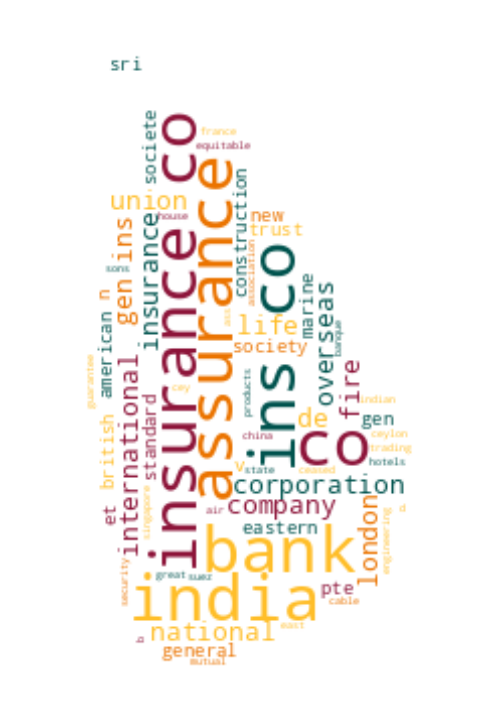 sri
societe
insurance co
france
equitable
assurance
construction
union
house
new
trust
gen ins
insurance
association
ins co
sons
american
n
ass
life
marine
overseas
society
banque
guarantee
international
standard
cey
products
fire
indian
british
de
gen
china
co
ceylon
trading
v
state
ceased
hotels
corporation
singapore
et
air
company
london
engineering
eastern
bank
security
great
suez
india
pte
cable
national
east
general
mutual